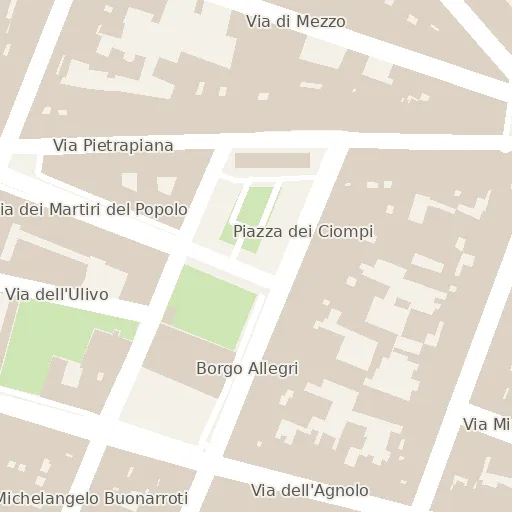 Via di Mezzo
Via Pietrapiana
ia dei Martiri del Popolo
Piazza dei Ciompi
Via dell'Ulivo
Borgo Allegri
Via Mi
Via dell'Agnolo
Michelangelo Buonarroti